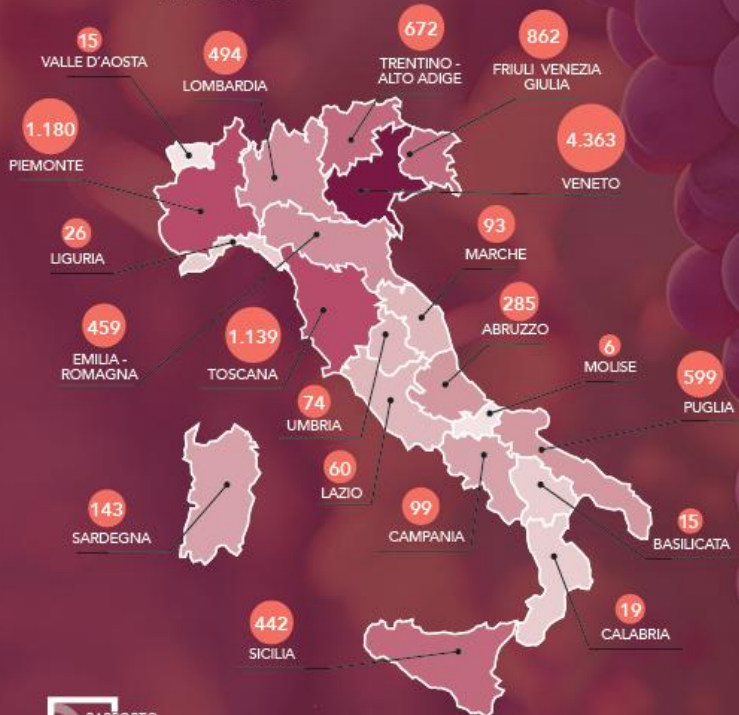 15
VALLE D'AOSTA
494
LOMBARDIA
672
TRENTINO -
ALTO ADIGE
862
FRIULI VENEZIA
GIULIA
1.180
PIEMONTE
4.363
VENETO
26
LIGURIA
93
MARCHE
459
EMILIA -
ROMAGNA
1.139
TOSCANA
285
ABRUZZO
6
MOLISE
599
PUGLIA
74
UMBRIA
60
LAZIO
143
SARDEGNA
99
CAMPANIA
15
BASILICATA
442
SICILIA
19
CALABRIA